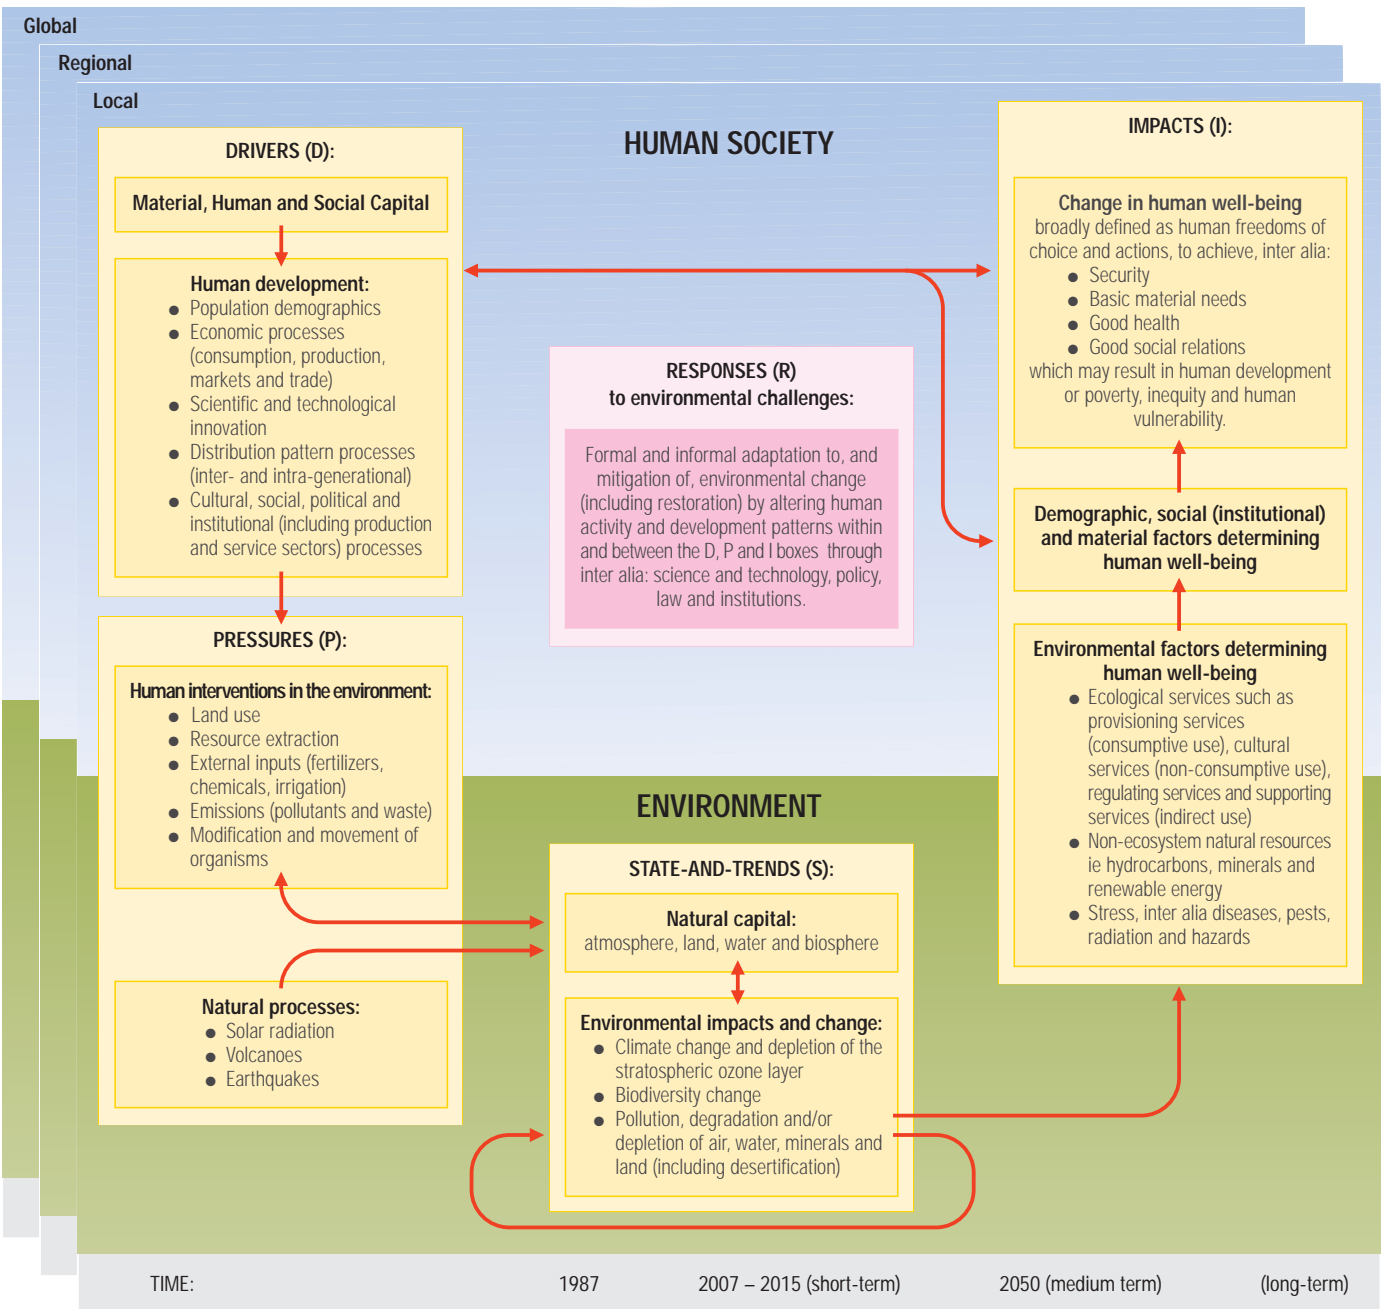 Global
Regional
Local
HUMAN SOCIETY
DRIVERS (D):
Material, Human and Social Capital
Human development:
● Population demographics
● Economic processes
(consumption, production,
markets and trade)
● Scientific and technological
innovation
● Distribution pattern processes
(inter- and intra-generational)
● Cultural, social, political and
institutional (including production
and service sectors) processes
PRESSURES (P):
Human interventions in the environment:
● Land use
● Resource extraction
● External inputs (fertilizers,
chemicals, irrigation)
● Emissions (pollutants and waste)
● Modification and movement of
organisms
Natural processes:
● Solar radiation
● Volcanoes
● Earthquakes
RESPONSES (R)
to environmental challenges:
Formal and informal adaptation to, and
mitigation of, environmental change
(including restoration) by altering human
activity and development patterns within
and between the D, P and I boxes through
inter alia: science and technology, policy,
law and institutions.
ENVIRONMENT
STATE-AND-TRENDS (S):
Natural capital:
atmosphere, land, water and biosphere
Environmental impacts and change:
● Climate change and depletion of the
stratospheric ozone layer
● Biodiversity change
● Pollution, degradation and/or
depletion of air, water, minerals and
land (including desertification)
IMPACTS (I):
Change in human well-being
broadly defined as human freedoms of
choice and actions, to achieve, inter alia:
● Security
● Basic material needs
● Good health
● Good social relations
which may result in human development
or poverty, inequity and human
vulnerability.
Demographic, social (institutional)
and material factors determining
human well-being
Environmental factors determining
human well-being
● Ecological services such as
provisioning services
(consumptive use), cultural
services (non-consumptive use),
regulating services and supporting
services (indirect use)
● Non-ecosystem natural resources
ie hydrocarbons, minerals and
renewable energy
● Stress, inter alia diseases, pests,
radiation and hazards
TIME: 1987 2007 – 2015 (short-term) 2050 (medium term) (long-term)